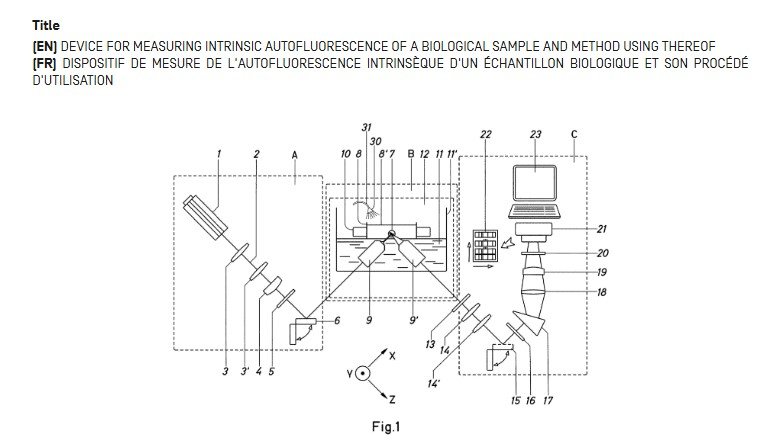 Title
(EN) DEVICE FOR MEASURING INTRINSIC AUTOFLUORESCENCE OF A BIOLOGICAL SAMPLE AND METHOD USING THEREOF
(FR) DISPOSITIF DE MESURE DE L'AUTOFLUORESCENCE INTRINSÈQUE D'UN ÉCHANTILLON BIOLOGIQUE ET SON PROCÉDÉ
D'UTILISATION
31
30
1 2 A 10 8 8' 7 B 12 11 11' 22 23 C
21
20
19
18
6 9 9'
13 14
3 3' 4 5 14' 15 16 17
X
Y
Z
Fig.1